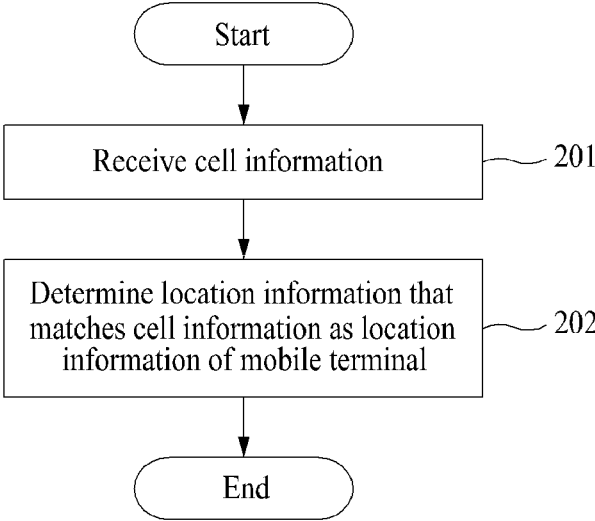 Start
Receive cell information
201
Determine location information that
matches cell information as location
information of mobile terminal
202
End